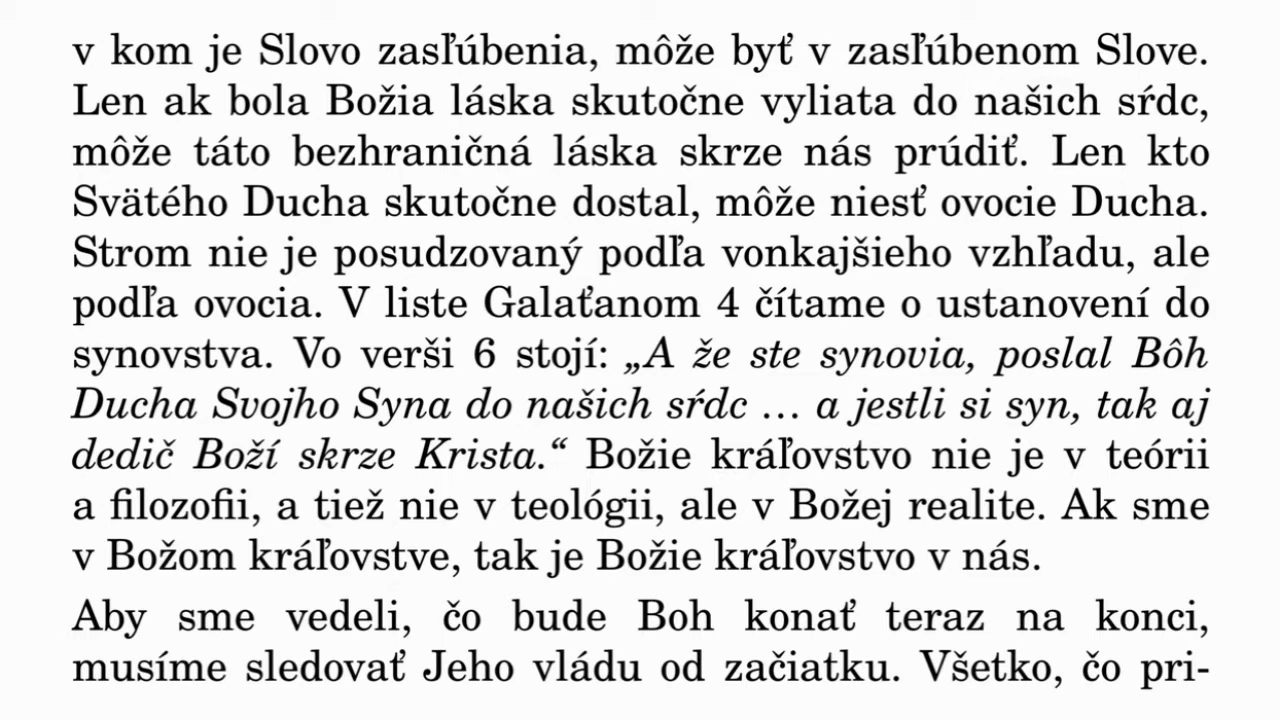 v kom je Slovo zasľúbenia, môže byť v zasľúbenom Slove.
Len ak bola Božia láska skutočne vyliata do našich sŕdc,
môže táto bezhraničná láska skrze nás prúdiť. Len kto
Svätého Ducha skutočne dostal, môže niesť ovocie Ducha.
Strom nie je posudzovaný podľa vonkajšieho vzhľadu, ale
podľa ovocia. V liste Galaťanom 4 čítame o ustanovení do
synovstva. Vo verši 6 stojí: „A že ste synovia, poslal Bôh
Ducha Svojho Syna do našich sŕdc … a jestli si syn, tak aj
dedič Boží skrze Krista.“ Božie kráľovstvo nie je v teórii
a filozofii, a tiež nie v teológii, ale v Božej realite. Ak sme
v Božom kráľovstve, tak je Božie kráľovstvo v nás.
Aby sme vedeli, čo bude Boh konať teraz na konci,
musíme sledovať Jeho vládu od začiatku. Všetko, čo pri-